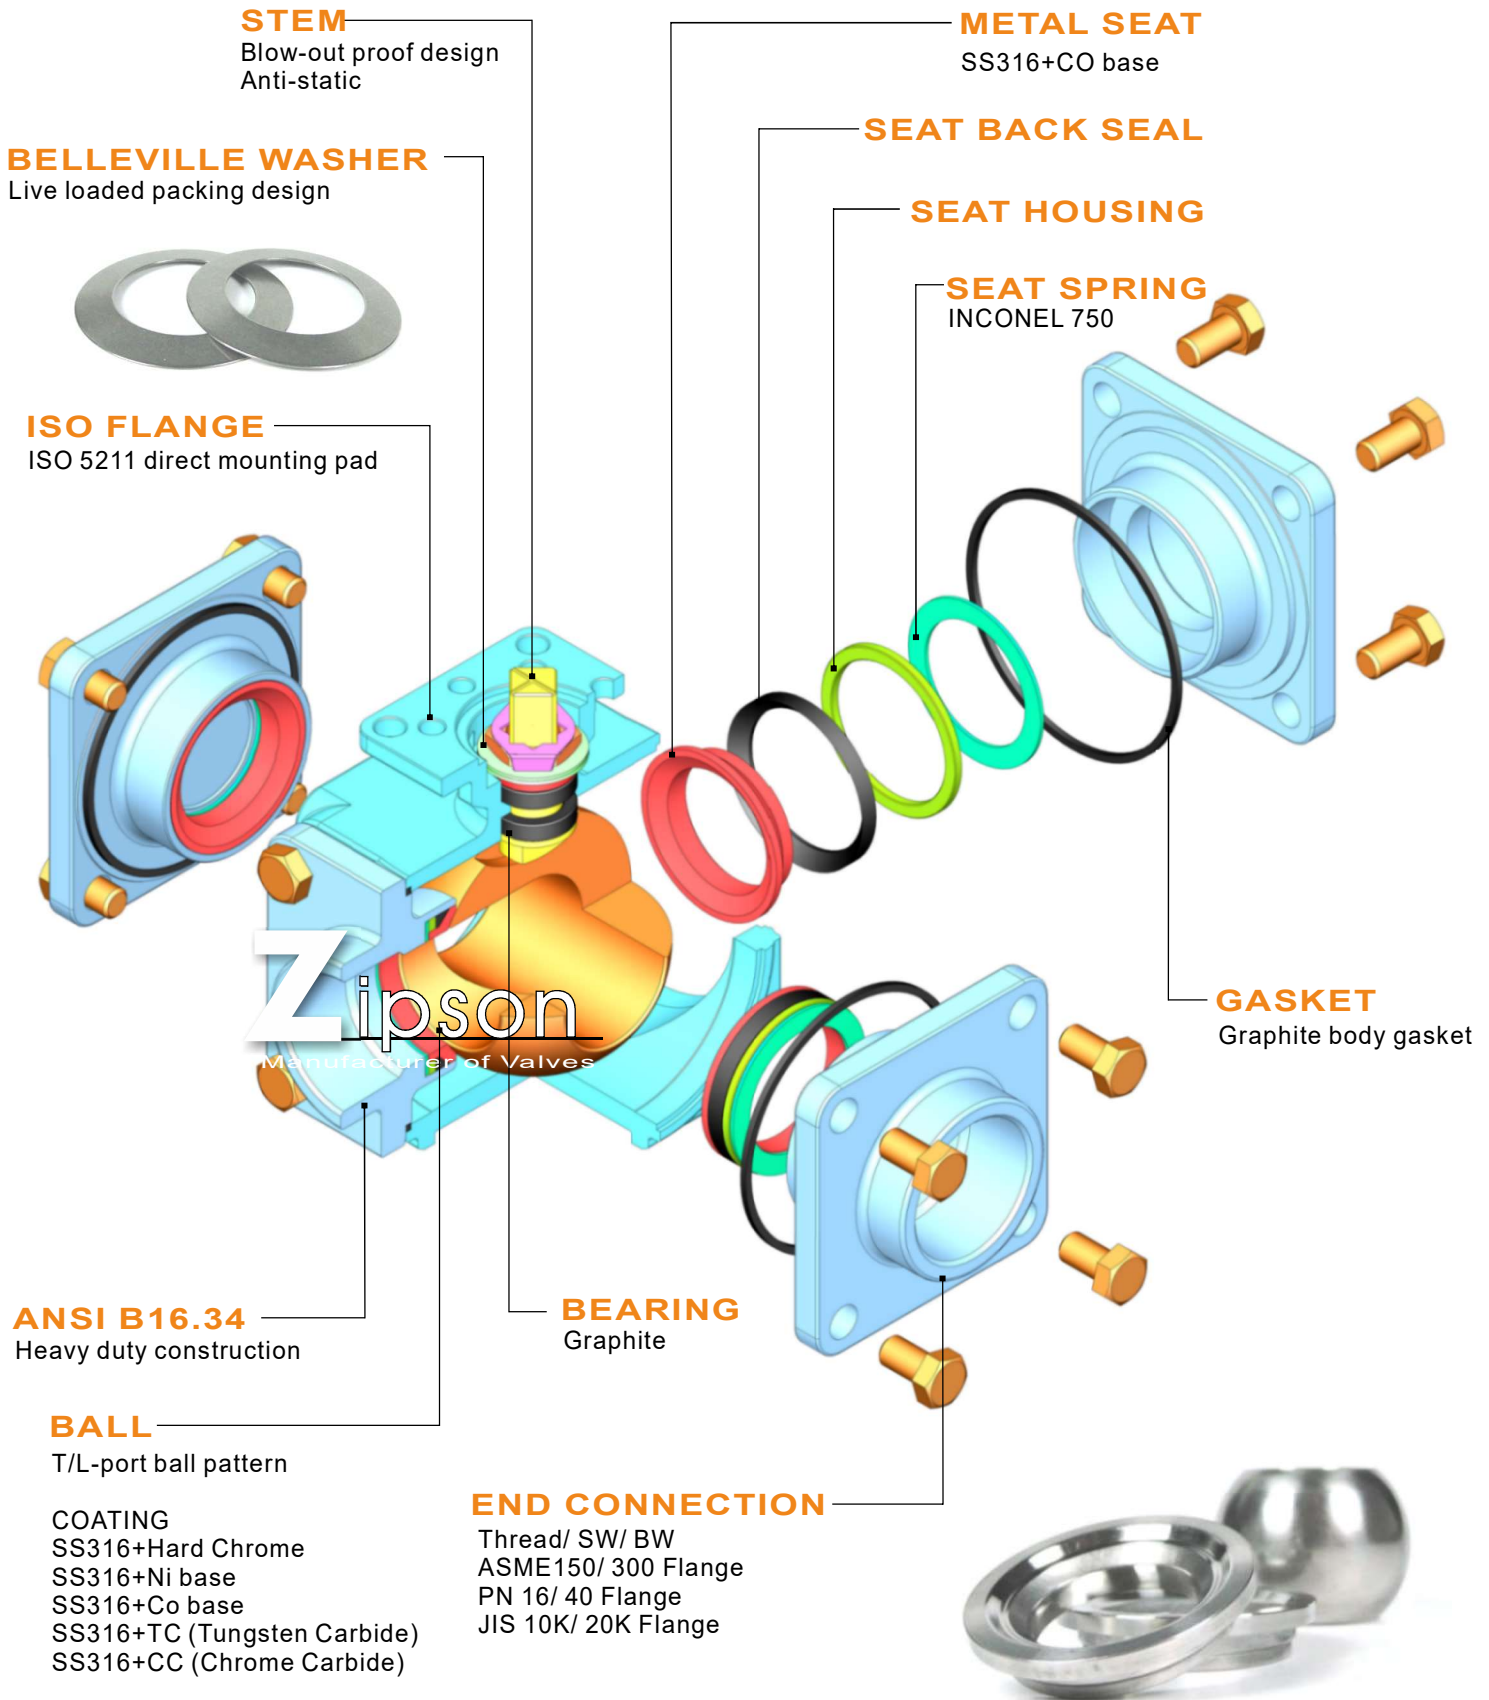 STEM
Blow-out proof design
Anti-static
METAL SEAT
SS316+CO base
SEAT BACK SEAL
BELLEVILLE WASHER
Live loaded packing design
SEAT HOUSING
SEAT SPRING
INCONEL 750
ISO FLANGE
ISO 5211 direct mounting pad
Zipson
Manufacturer of Valves
GASKET
Graphite body gasket
ANSI B16.34
Heavy duty construction
BEARING
Graphite
BALL
T/L-port ball pattern
COATING
SS316+Hard Chrome
SS316+Ni base
SS316+Co base
SS316+TC (Tungsten Carbide)
SS316+CC (Chrome Carbide)
END CONNECTION
Thread/ SW/ BW
ASME150/ 300 Flange
PN 16/ 40 Flange
JIS 10K/ 20K Flange